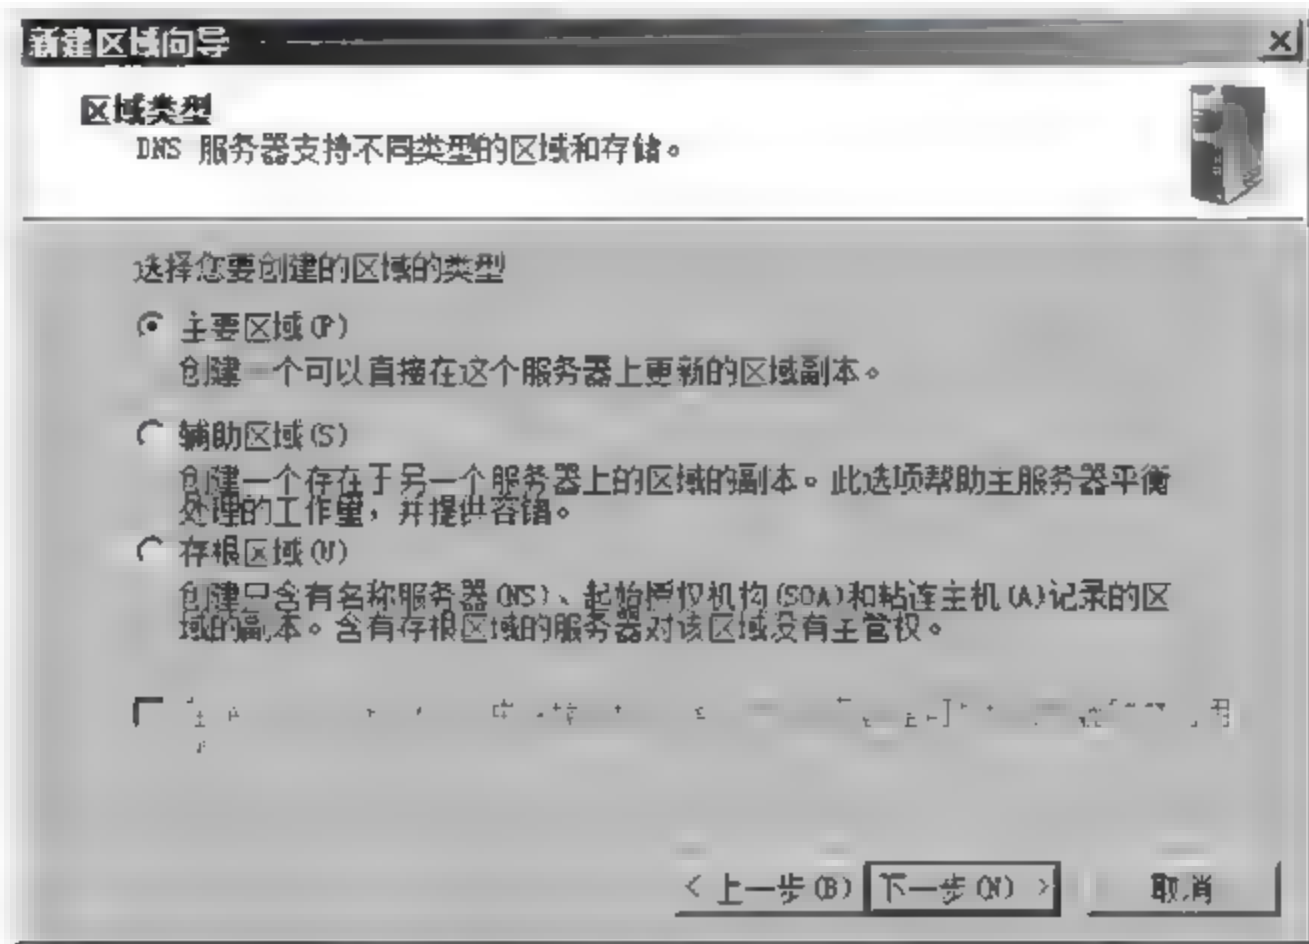 新建区域向导
区域类型
DNS 服务器支持不同类型的区域和存储。
选择您要创建的区域的类型
主要区域(P)
创建一个可以直接在这个服务器上更新的区域副本。
辅助区域(S)
创建一个存在于另一个服务器上的区域的副本。此选项帮助主服务器平衡
处理的工作量，并提供容错。
存根区域(U)
创建只含有名称服务器(NS)、起始授权机构(SOA)和粘连主机(A)记录的区
域的副本。含有存根区域的服务器对该区域没有主管权。
< 上一步(B)
下一步(N) >
取消